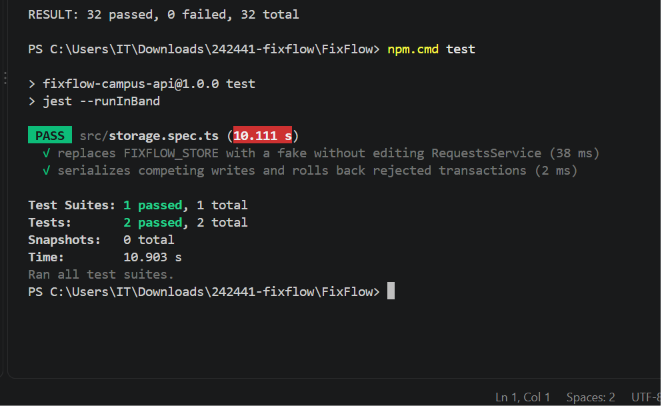 RESULT: 32 passed, 0 failed, 32 total
PS C:\Users\IT\Downloads\242441-fixflow\FixFlow> npm.cmd test
> fixflow-campus-api@1.0.0 test
> jest --runInBand
PASS src/storage.spec.ts (10.111 s)
√ replaces FIXFLOW_STORE with a fake without editing RequestsService (38 ms)
√ serializes competing writes and rolls back rejected transactions (2 ms)
Test Suites: 1 passed, 1 total
Tests:       2 passed, 2 total
Snapshots:   0 total
Time:        10.903 s
Ran all test suites.
PS C:\Users\IT\Downloads\242441-fixflow\FixFlow>
Ln 1, Col 1 Spaces: 2 UTF-8